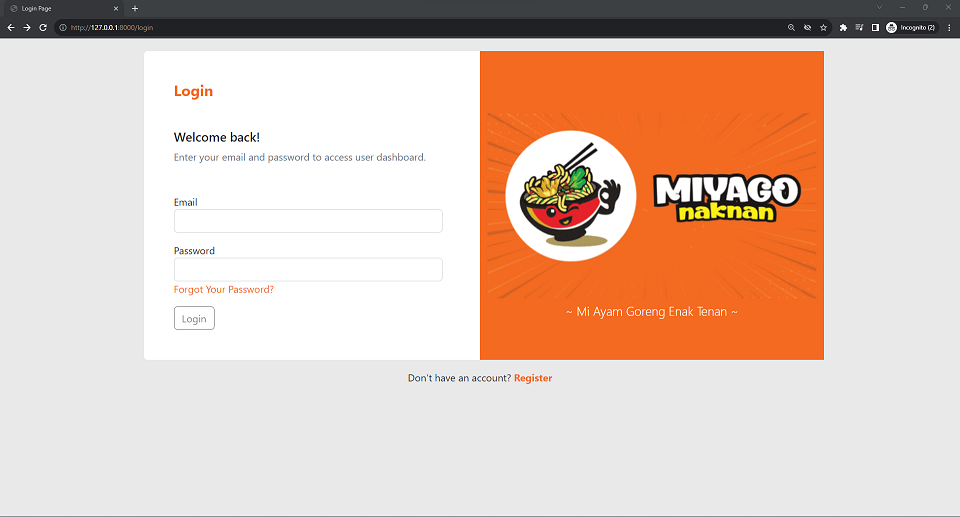 Login Page
http://127.0.0.1:8000/login
Incognito (2)
Login
Welcome back!
Enter your email and password to access user dashboard.
Email
Password
Forgot Your Password?
Login
MIYAGO
naknan
~ Mi Ayam Goreng Enak Tenan ~
Don't have an account? Register